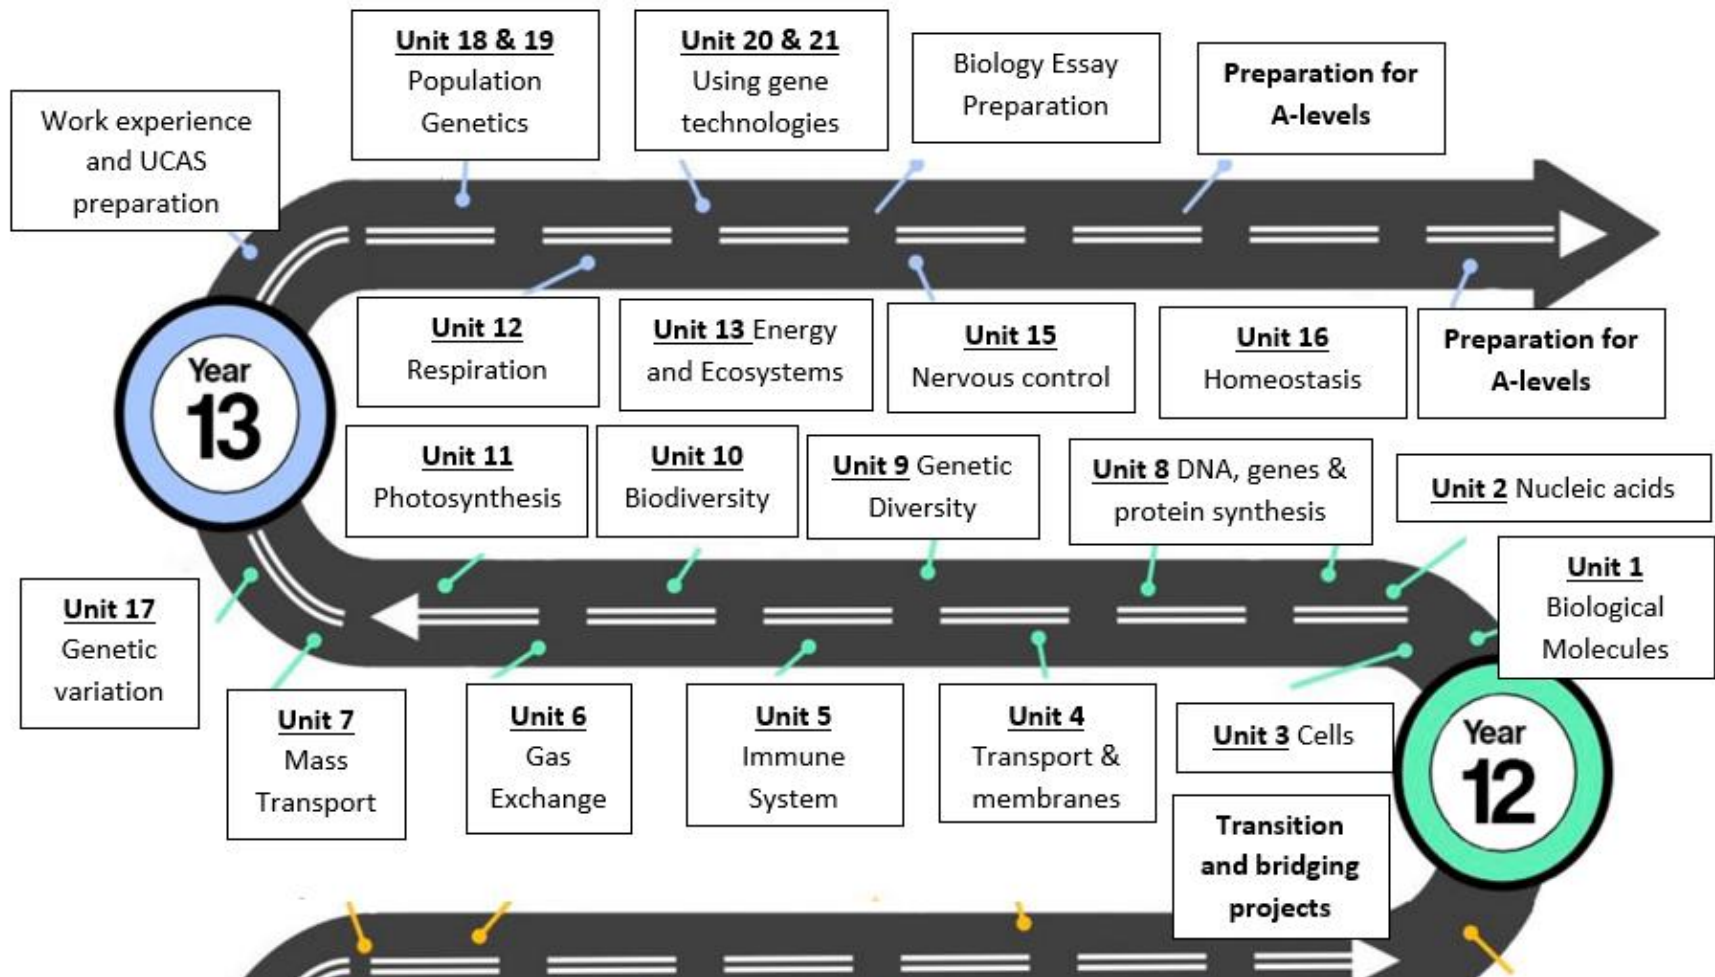 Unit 18 & 19
Population
Genetics
Unit 20 & 21
Using gene
technologies
Biology Essay
Preparation
Preparation for
A-levels
Work experience
and UCAS
preparation
Unit 12
Respiration
Unit 13 Energy
and Ecosystems
Unit 15
Nervous control
Unit 16
Homeostasis
Preparation for
A-levels
Year
13
Unit 11
Photosynthesis
Unit 10
Biodiversity
Unit 9 Genetic
Diversity
Unit 8 DNA, genes &
protein synthesis
Unit 2 Nucleic acids
Unit 1
Biological
Molecules
Unit 17
Genetic
variation
Unit 7
Mass
Transport
Unit 6
Gas
Exchange
Unit 5
Immune
System
Unit 4
Transport &
membranes
Unit 3 Cells
Year
12
Transition
and bridging
projects